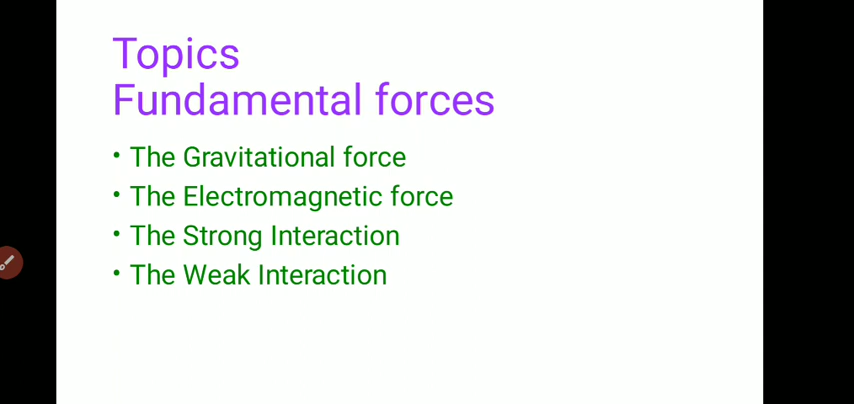 Topics
Fundamental forces
• The Gravitational force
• The Electromagnetic force
• The Strong Interaction
• The Weak Interaction